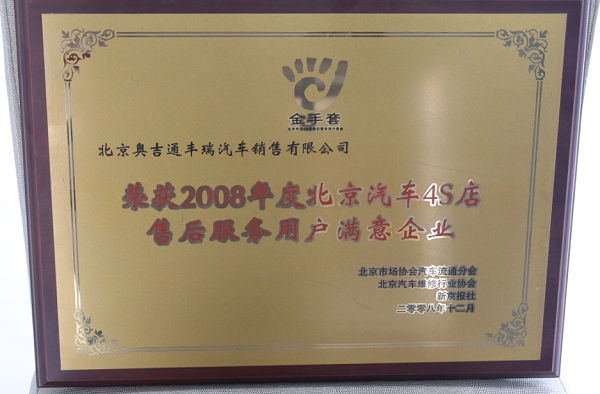 金手套
北京奥吉通丰瑞汽车销售有限公司
荣获2008年度北京汽车4S店
售后服务用户满意企业
北京市场协会汽车流通分会
北京汽车维修行业协会
新京报社
二零零八年十二月